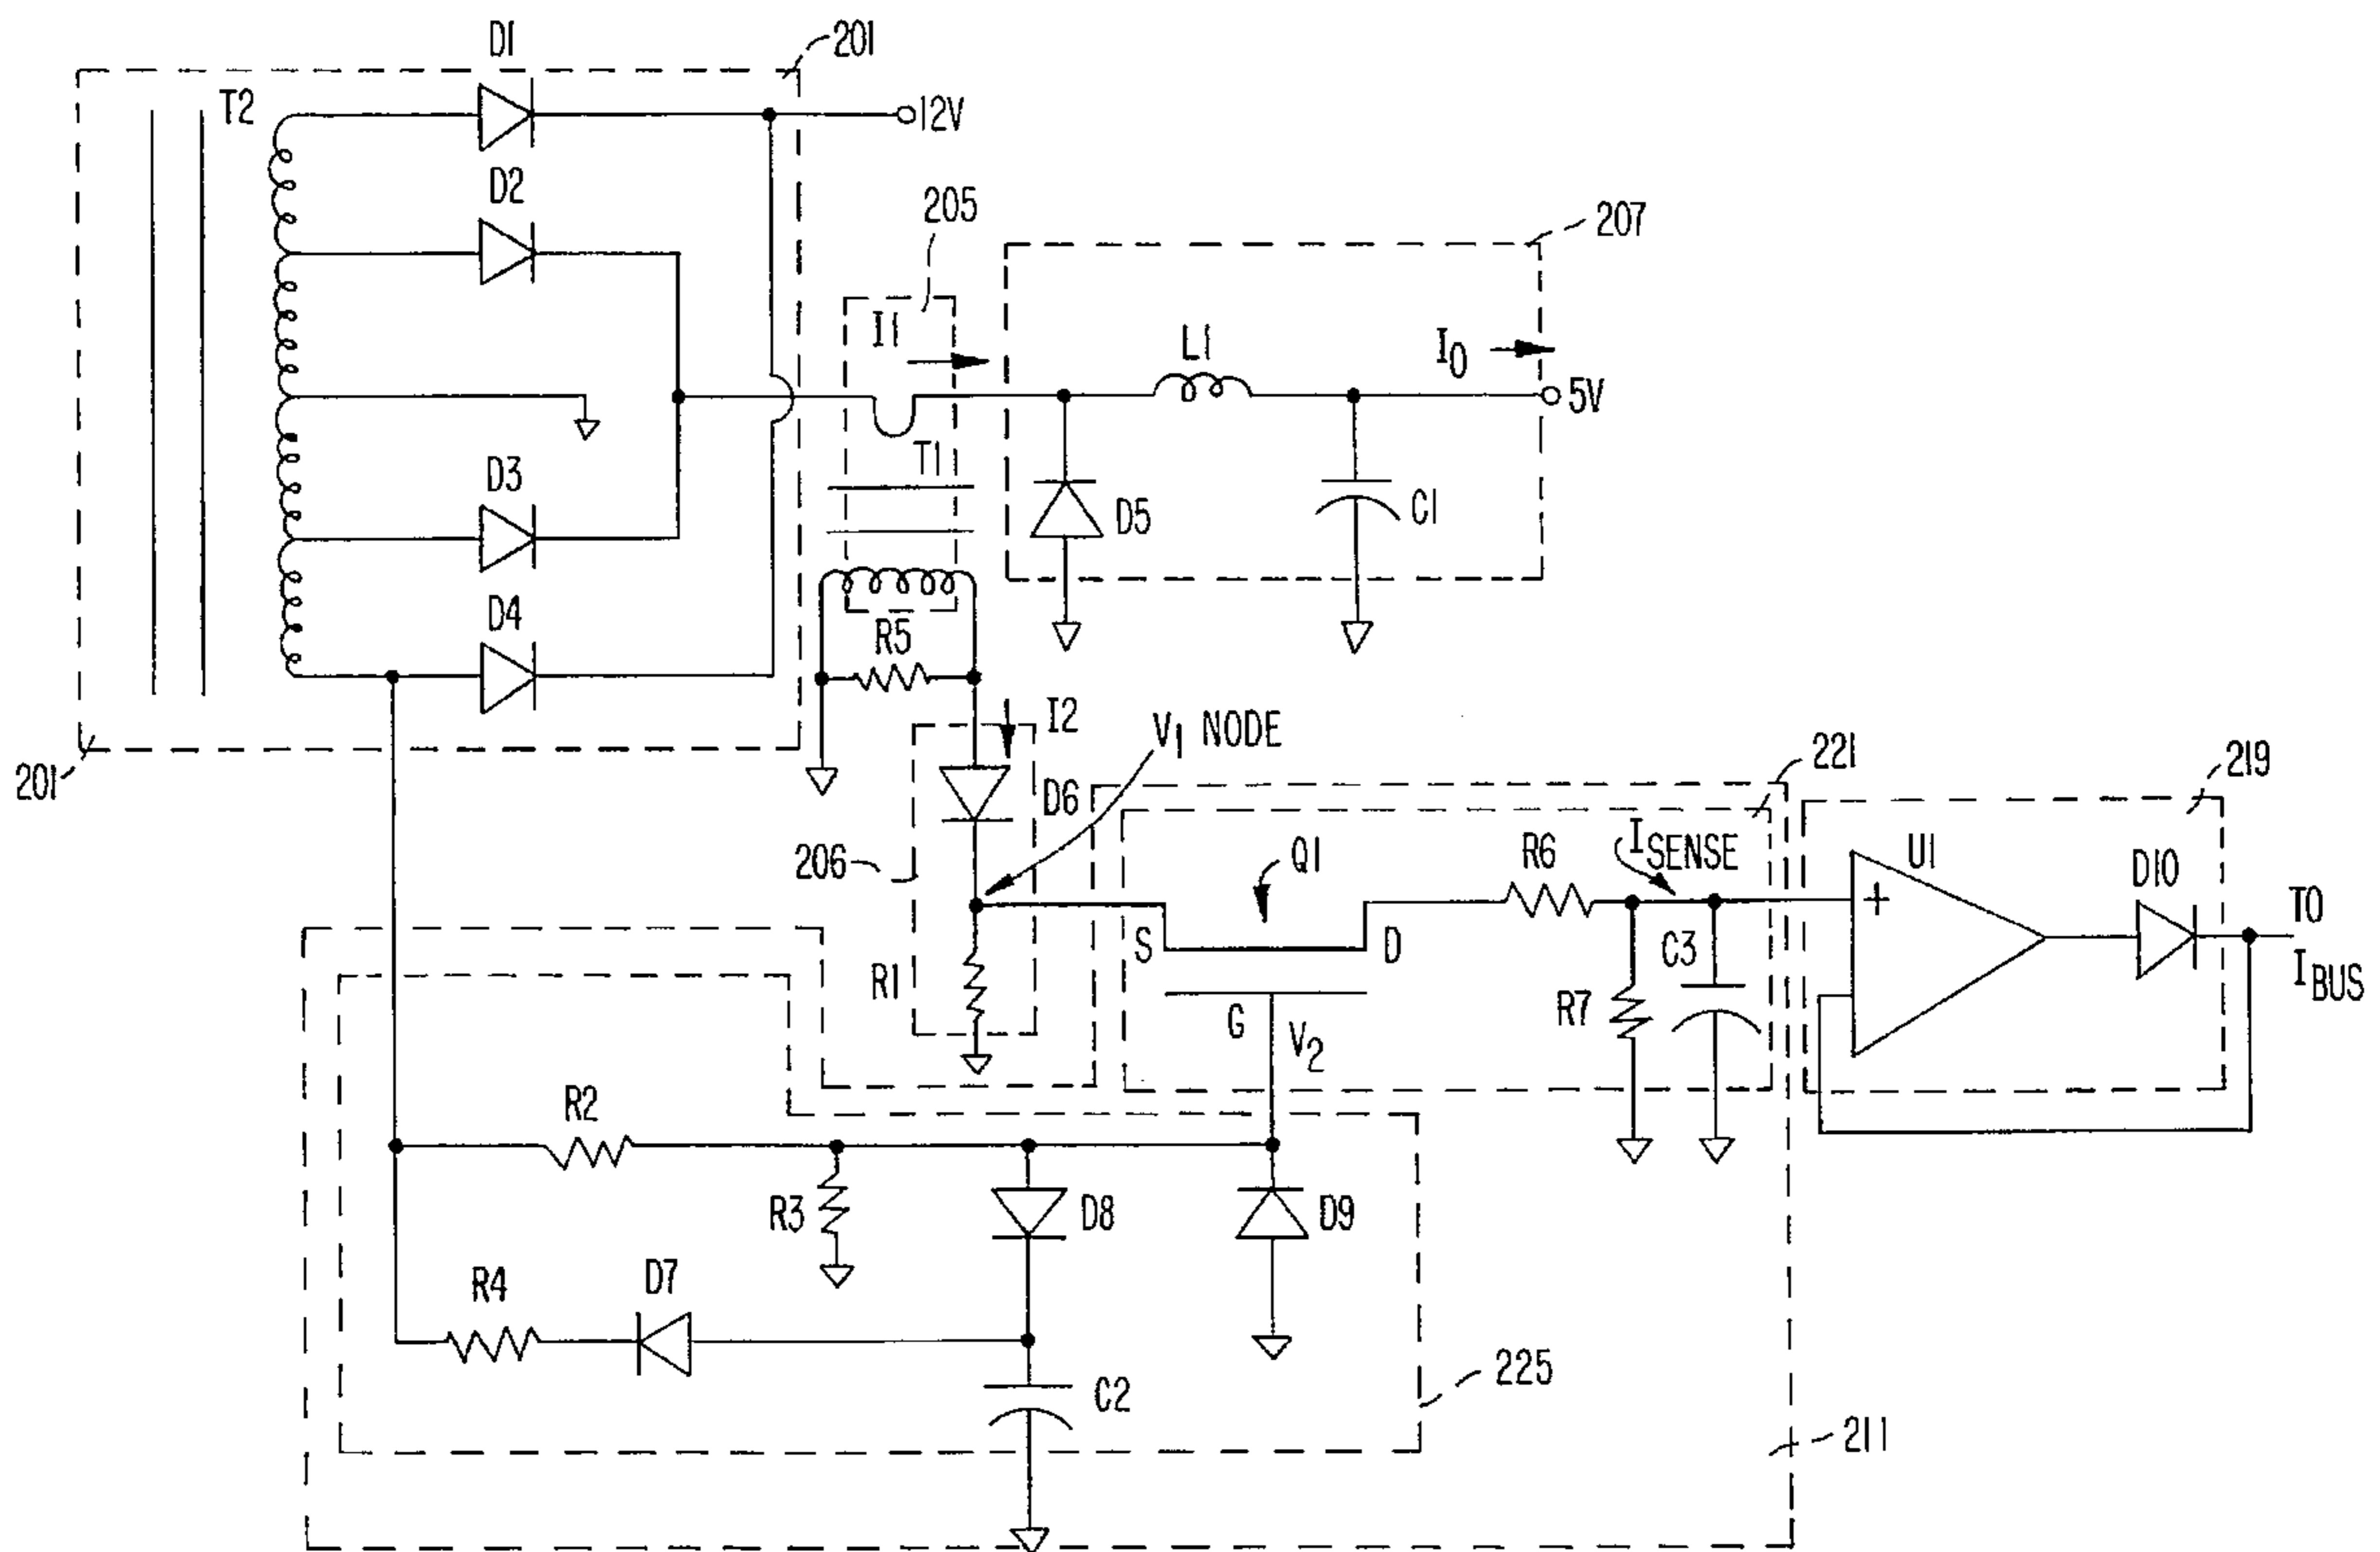 D1
201
T2
12V
D2
205
207
I1
L1
I0
5V
D3
T1
D5
C1
D4
R5
I2
V1 NODE
201
221
219
D6
206
Q1
R6
ISENSE
U1
D10
+
TO
IBUS
S
D
C3
R1
R7
G
V2
R2
R3
D8
D9
R4
D7
C2
225
211